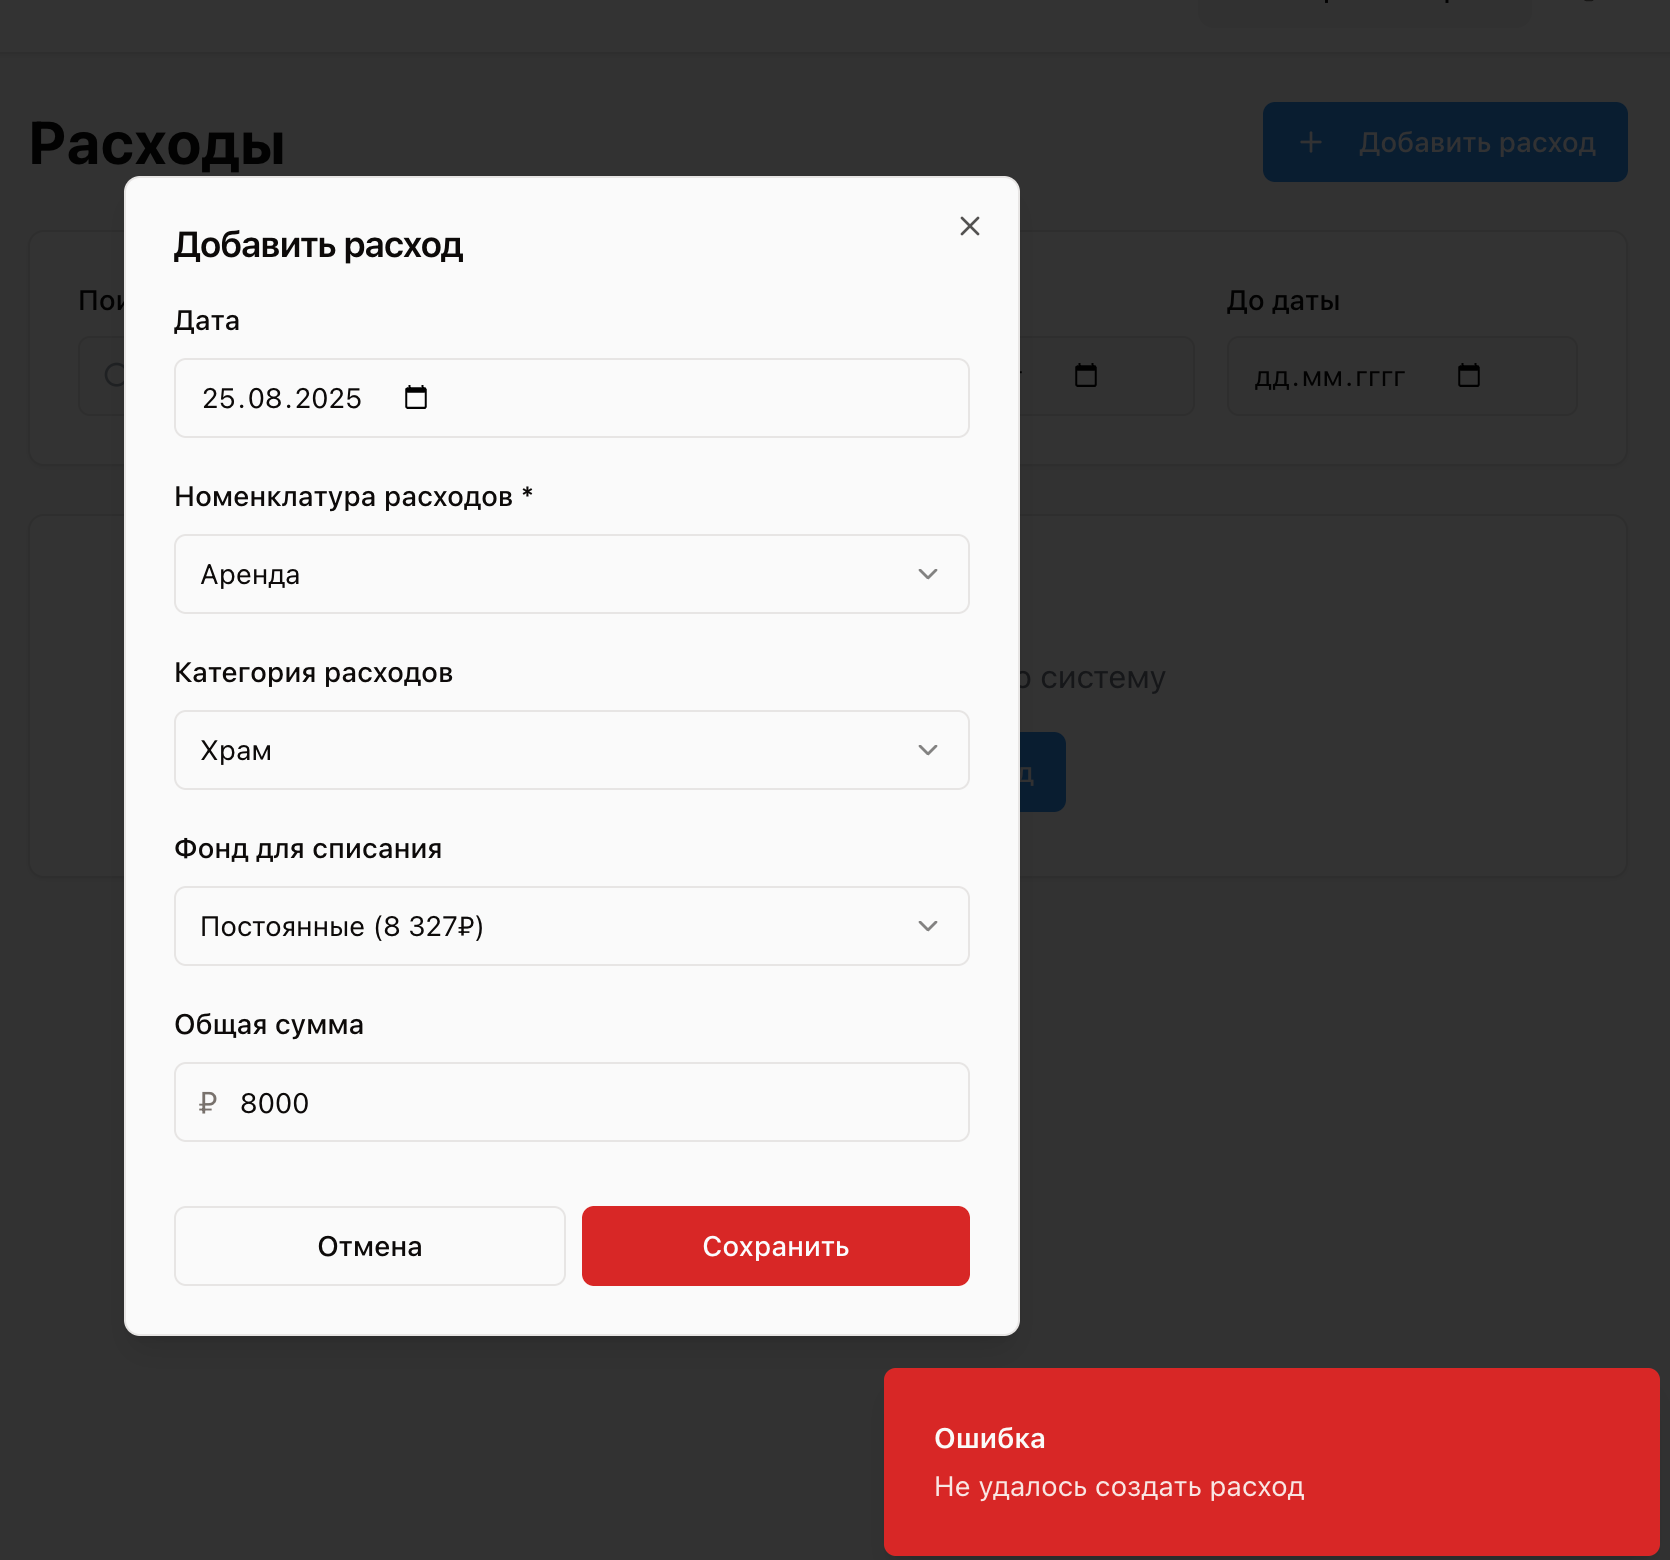 Расходы
+ Добавить расход
До даты
дд.мм.гггг
Добавить расход
Дата
25.08.2025
Номенклатура расходов *
Аренда
Категория расходов
Храм
систему
Фонд для списания
Постоянные (8 327₽)
Общая сумма
₽ 8000
Отмена
Сохранить
Ошибка
Не удалось создать расход